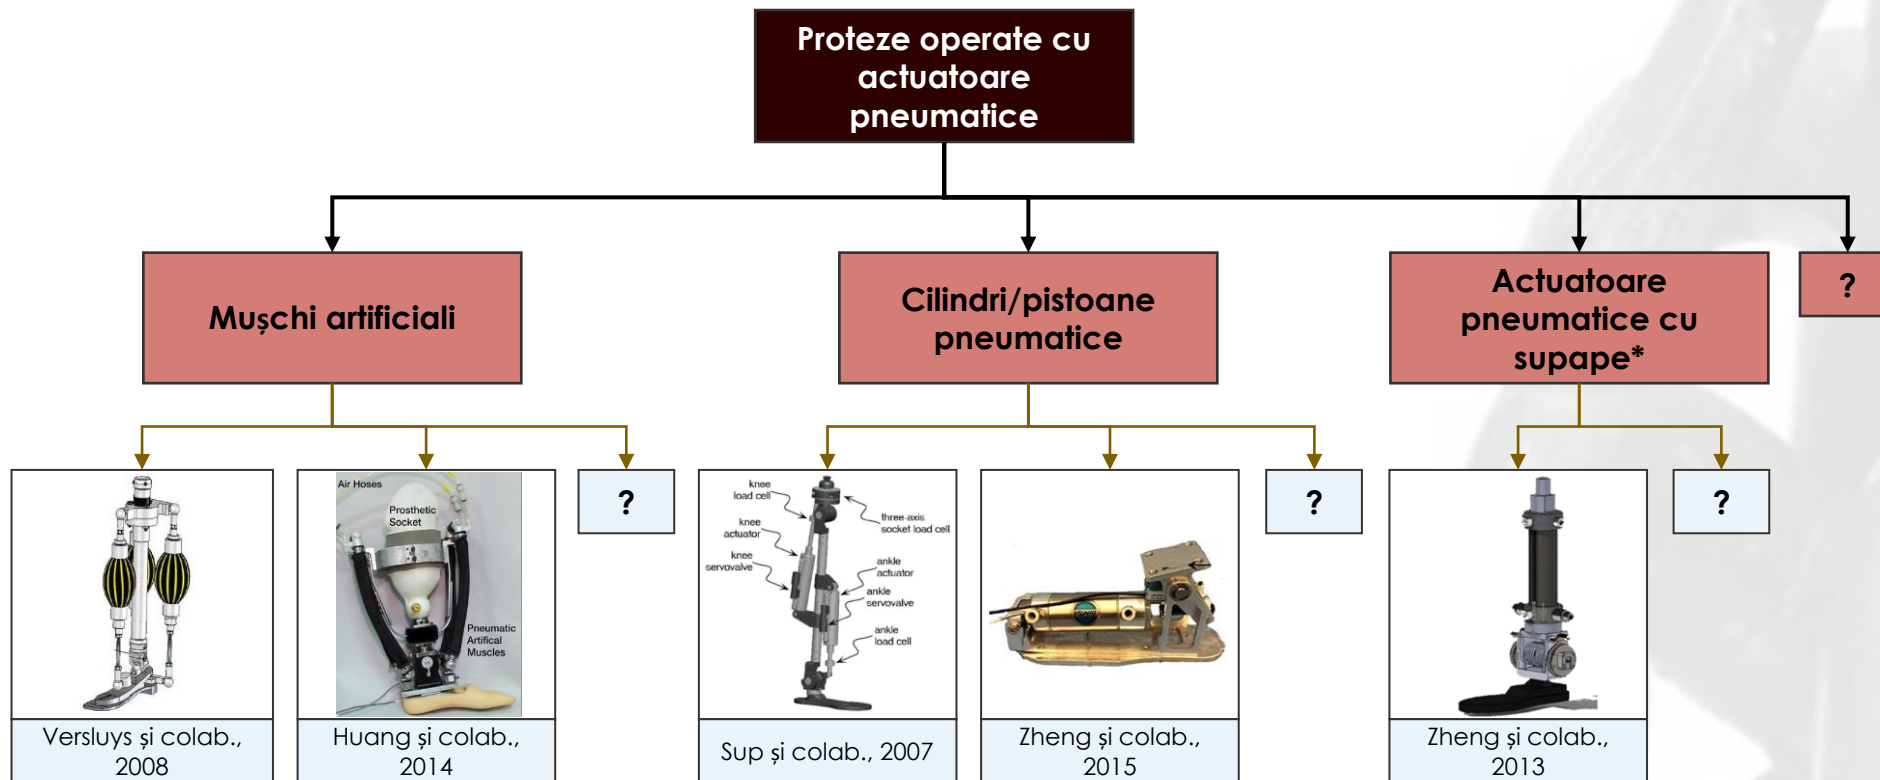 Proteze operate cu
actuatoare
pneumatice
Mușchi artificiali
Cilindri/pistoane
pneumatice
Actuatoare
pneumatice cu
supape*
?
Air Hoses
Prosthetic
Socket
Pneumatic
Artifical
Muscles
?
knee
load cell
knee
actuator
knee
servovalve
three-axis
socket load cell
ankle
actuator
ankle
servovalve
ankle
load cell
?
?
Versluys și colab.,
2008
Huang și colab.,
2014
Sup și colab., 2007
Zheng și colab.,
2015
Zheng și colab.,
2013